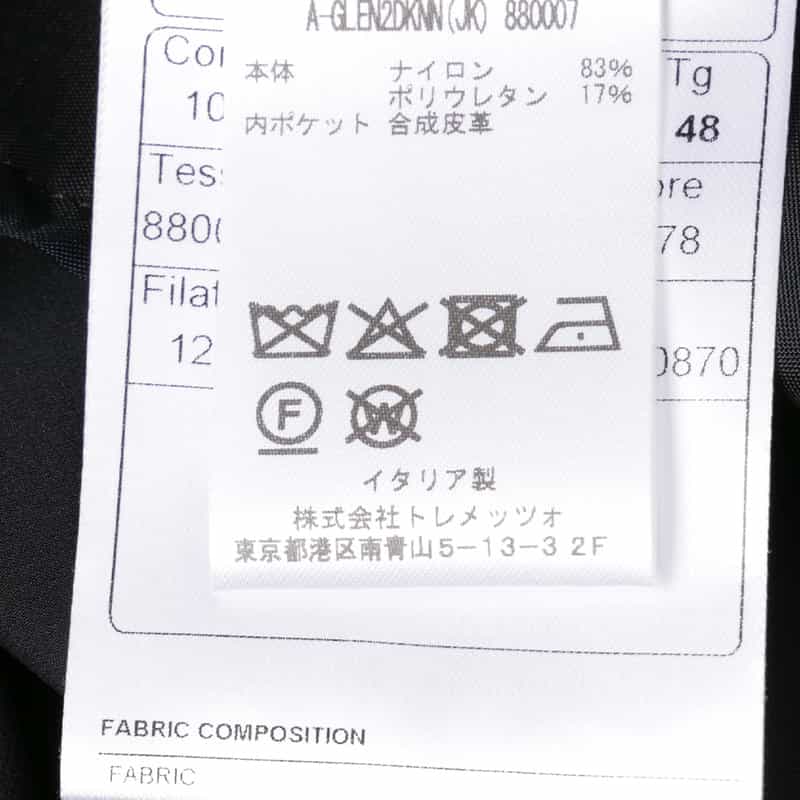 A-GLEN2DKNN(JK) 880007
本体 ナイロン 83%
ポリウレタン 17%
内ポケット 合成皮革
Tg
48
78
12
0870
F
W
イタリア製
株式会社トレメッツォ
東京都港区南青山5-13-3 2F
FABRIC COMPOSITION
FABRIC